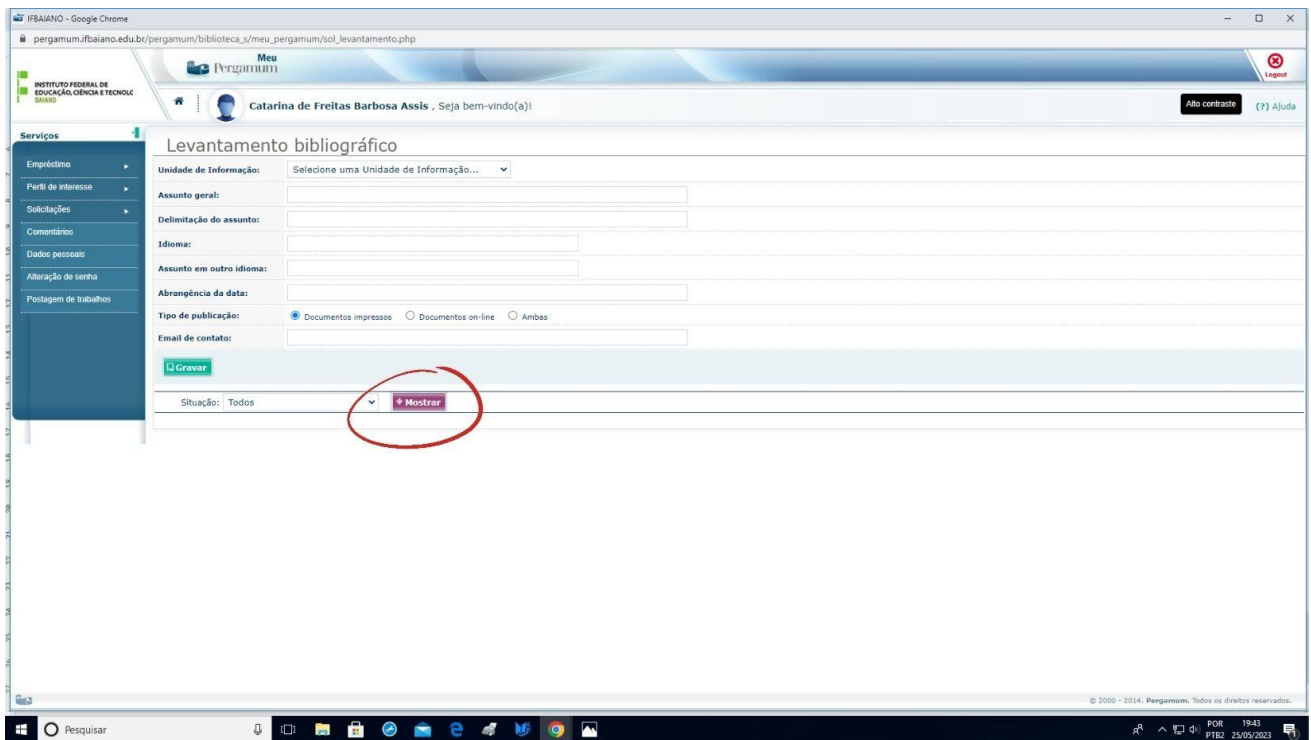 IFBAIANO - Google Chrome
pergamum.ifbaiano.edu.br/pergamum/biblioteca_s/meu_pergamum/sol_levantamento.php
Meu
Pergamum
Logout
INSTITUTO FEDERAL DE
EDUCAÇÃO, CIÊNCIA E TECNOLC
BAIANO
Catarina de Freitas Barbosa Assis , Seja bem-vindo(a)!
Alto contraste
(?) Ajuda
Serviços
Empréstimo
Perfil de interesse
Solicitações
Comentários
Dados pessoais
Alteração de senha
Postagem de trabalhos
Levantamento bibliográfico
Unidade de Informação: Selecione uma Unidade de Informação...
Assunto geral:
Delimitação do assunto:
Idioma:
Assunto em outro idioma:
Abrangência da data:
Tipo de publicação: Documentos impressos Documentos on-line Ambas
Email de contato:
Gravar
Situação: Todos Mostrar
© 2000 - 2014. Pergamum. Todos os direitos reservados.
Pesquisar
POR 19:43
PTB2 25/05/2023